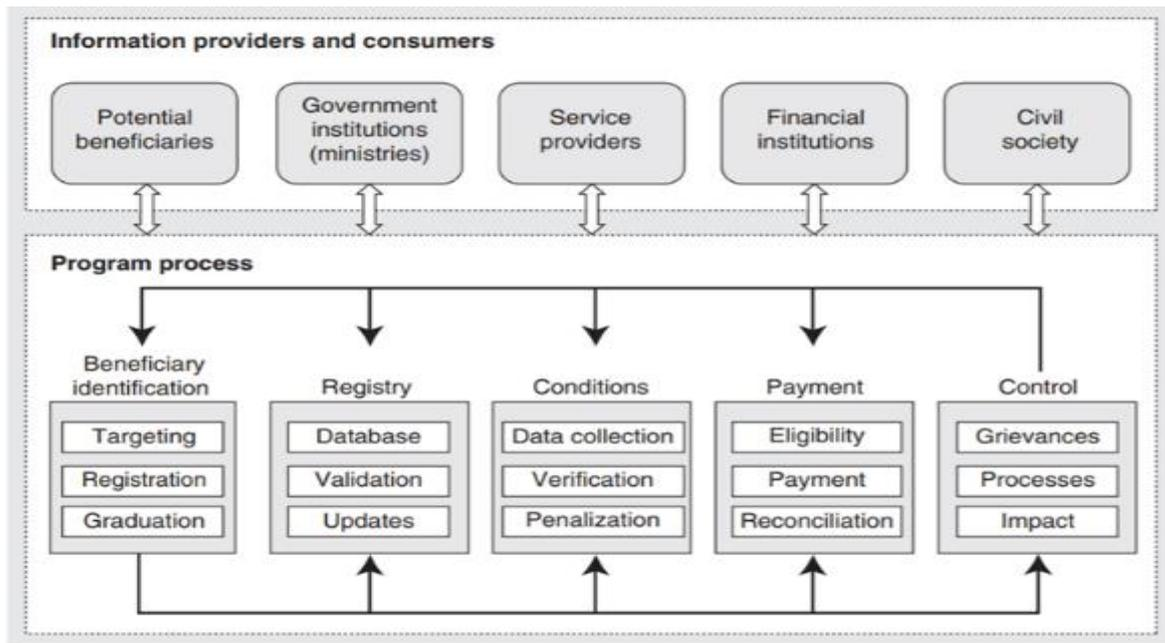 Information providers and consumers
Potential
beneficiaries
Government
institutions
(ministries)
Service
providers
Financial
institutions
Civil
society
Program process
Beneficiary
identification
Registry
Conditions
Payment
Control
Targeting
Registration
Graduation
Database
Validation
Updates
Data collection
Verification
Penalization
Eligibility
Payment
Reconciliation
Grievances
Processes
Impact